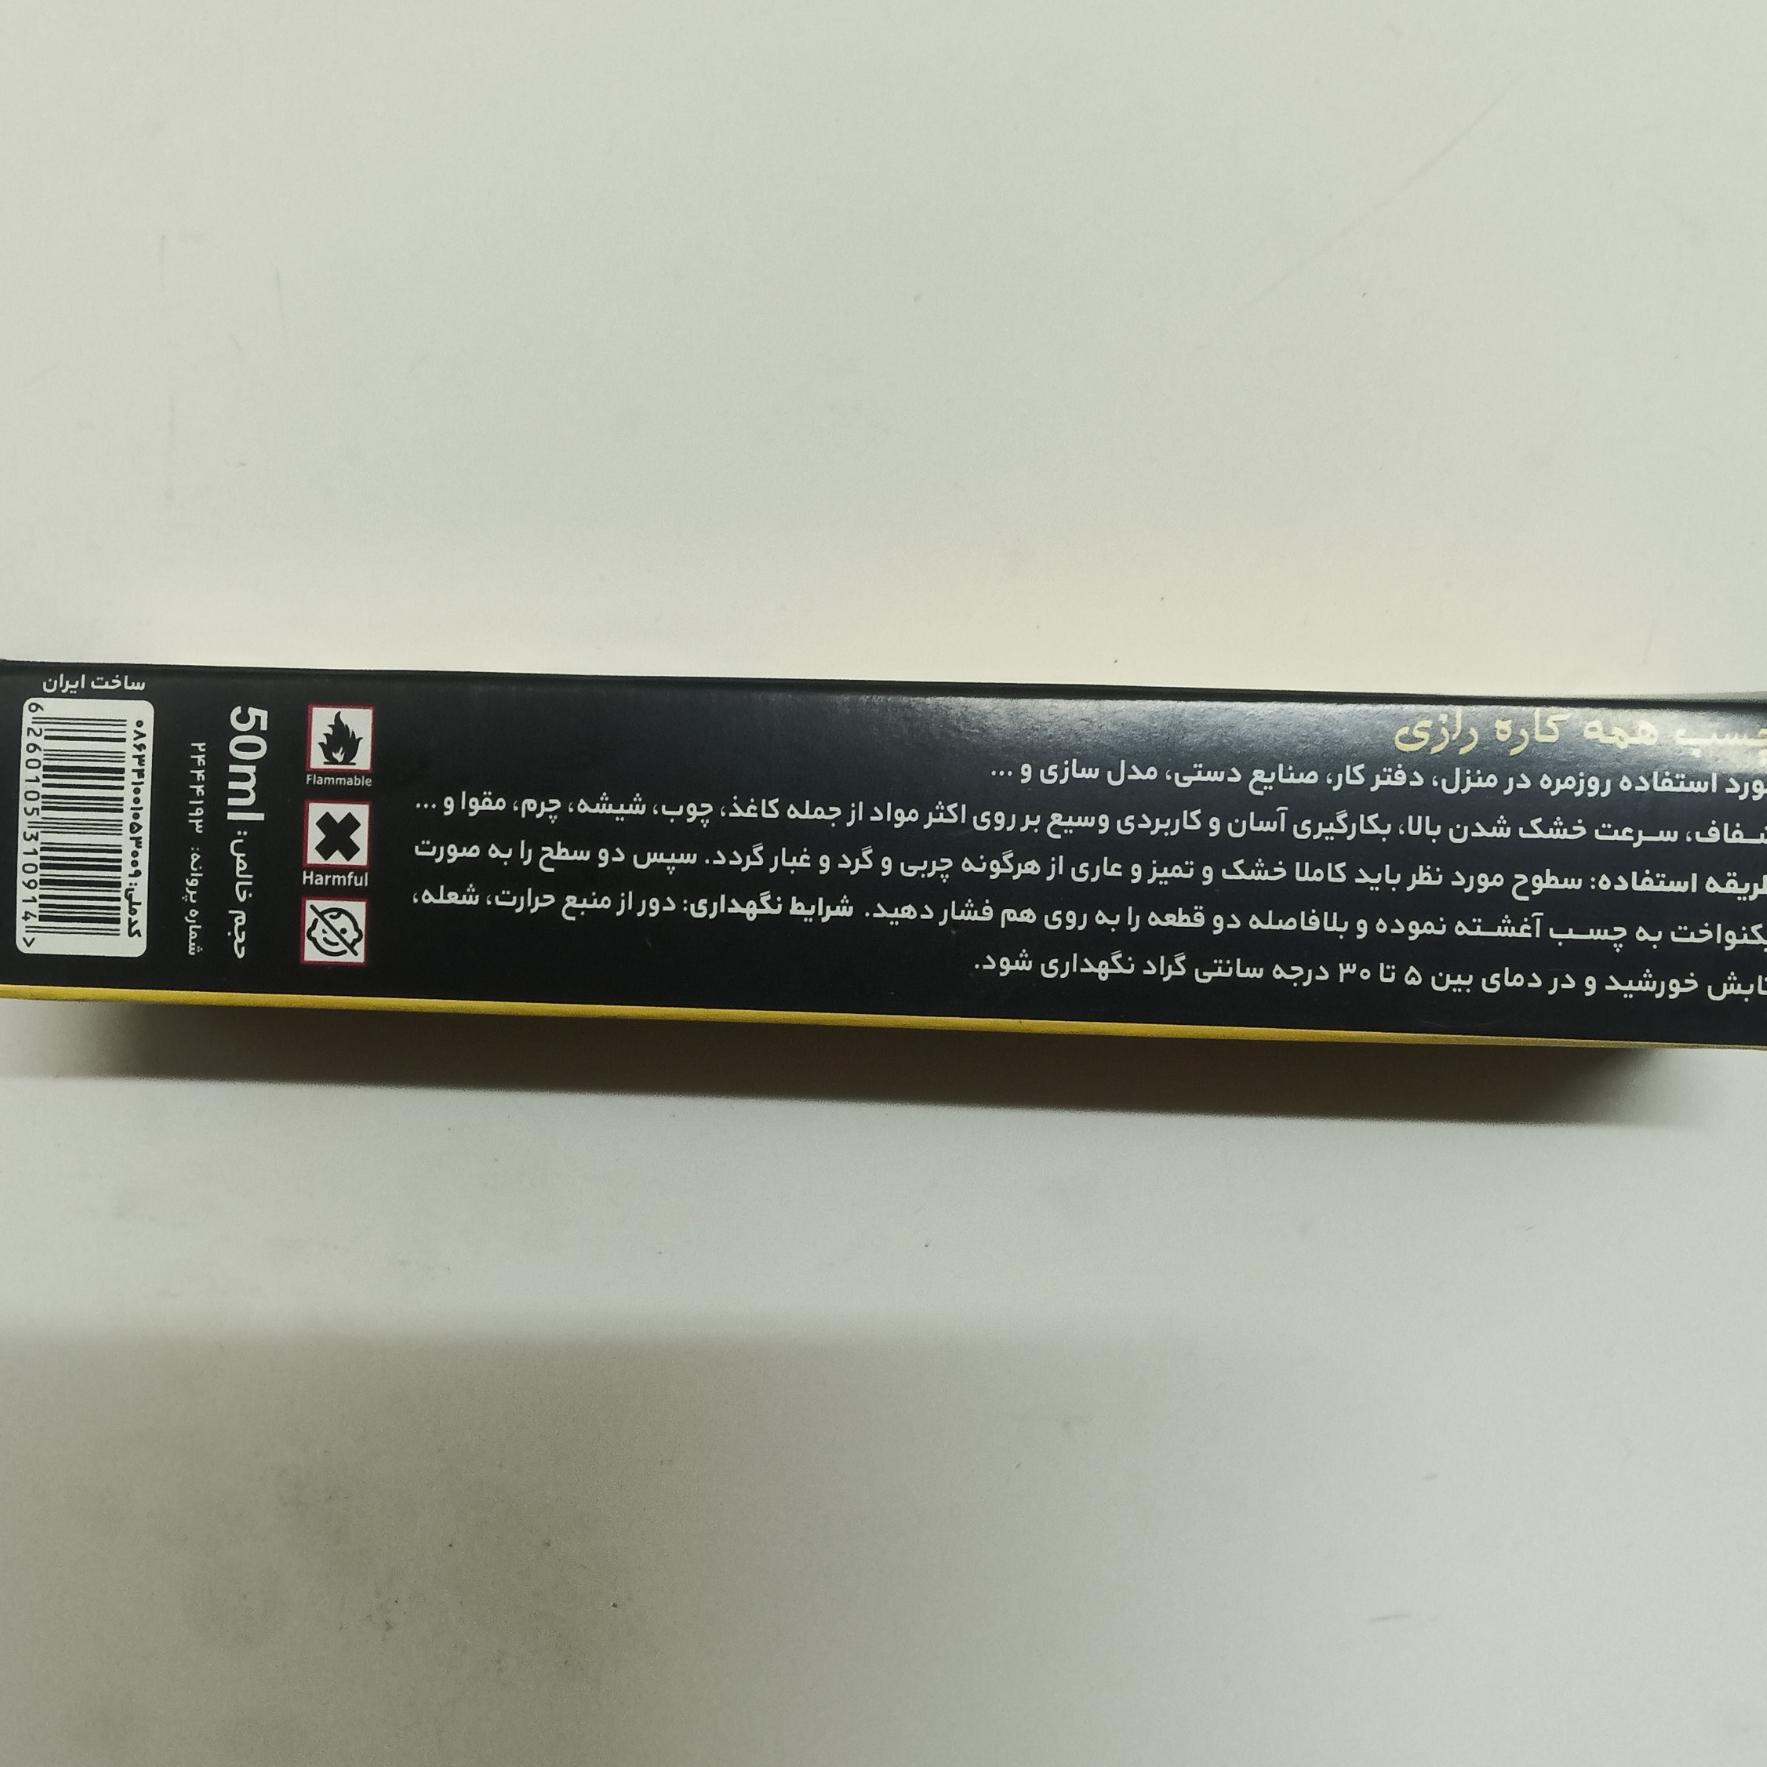 چسب همه کاره رازی
مورد استفاده روزمره در منزل، دفتر کار، صنایع دستی، مدل سازی و ...
شفاف، سرعت خشک شدن بالا، بکارگیری آسان و کاربردی وسیع بر روی اکثر مواد از جمله کاغذ، چوب، شیشه، چرم، مقوا و ...
طریقه استفاده: سطوح مورد نظر باید کاملا خشک و تمیز و عاری از هرگونه چربی و گرد و غبار گردد. سپس دو سطح را به صورت
یکنواخت به چسب آغشته نموده و بلافاصله دو قطعه را به روی هم فشار دهید. شرایط نگهداری: دور از منبع حرارت، شعله،
تابش خورشید و در دمای بین ۵ تا ۳۰ درجه سانتی گراد نگهداری شود.
Flammable
Harmful
حجم خالص: 50ml
شماره پروانه: ۲۴۴۴۱۹۳
ساخت ایران
کدملی: ۰۸۶۳۴۱۰۰۱۰۵۳۰۰۹
6 260105 310914 >